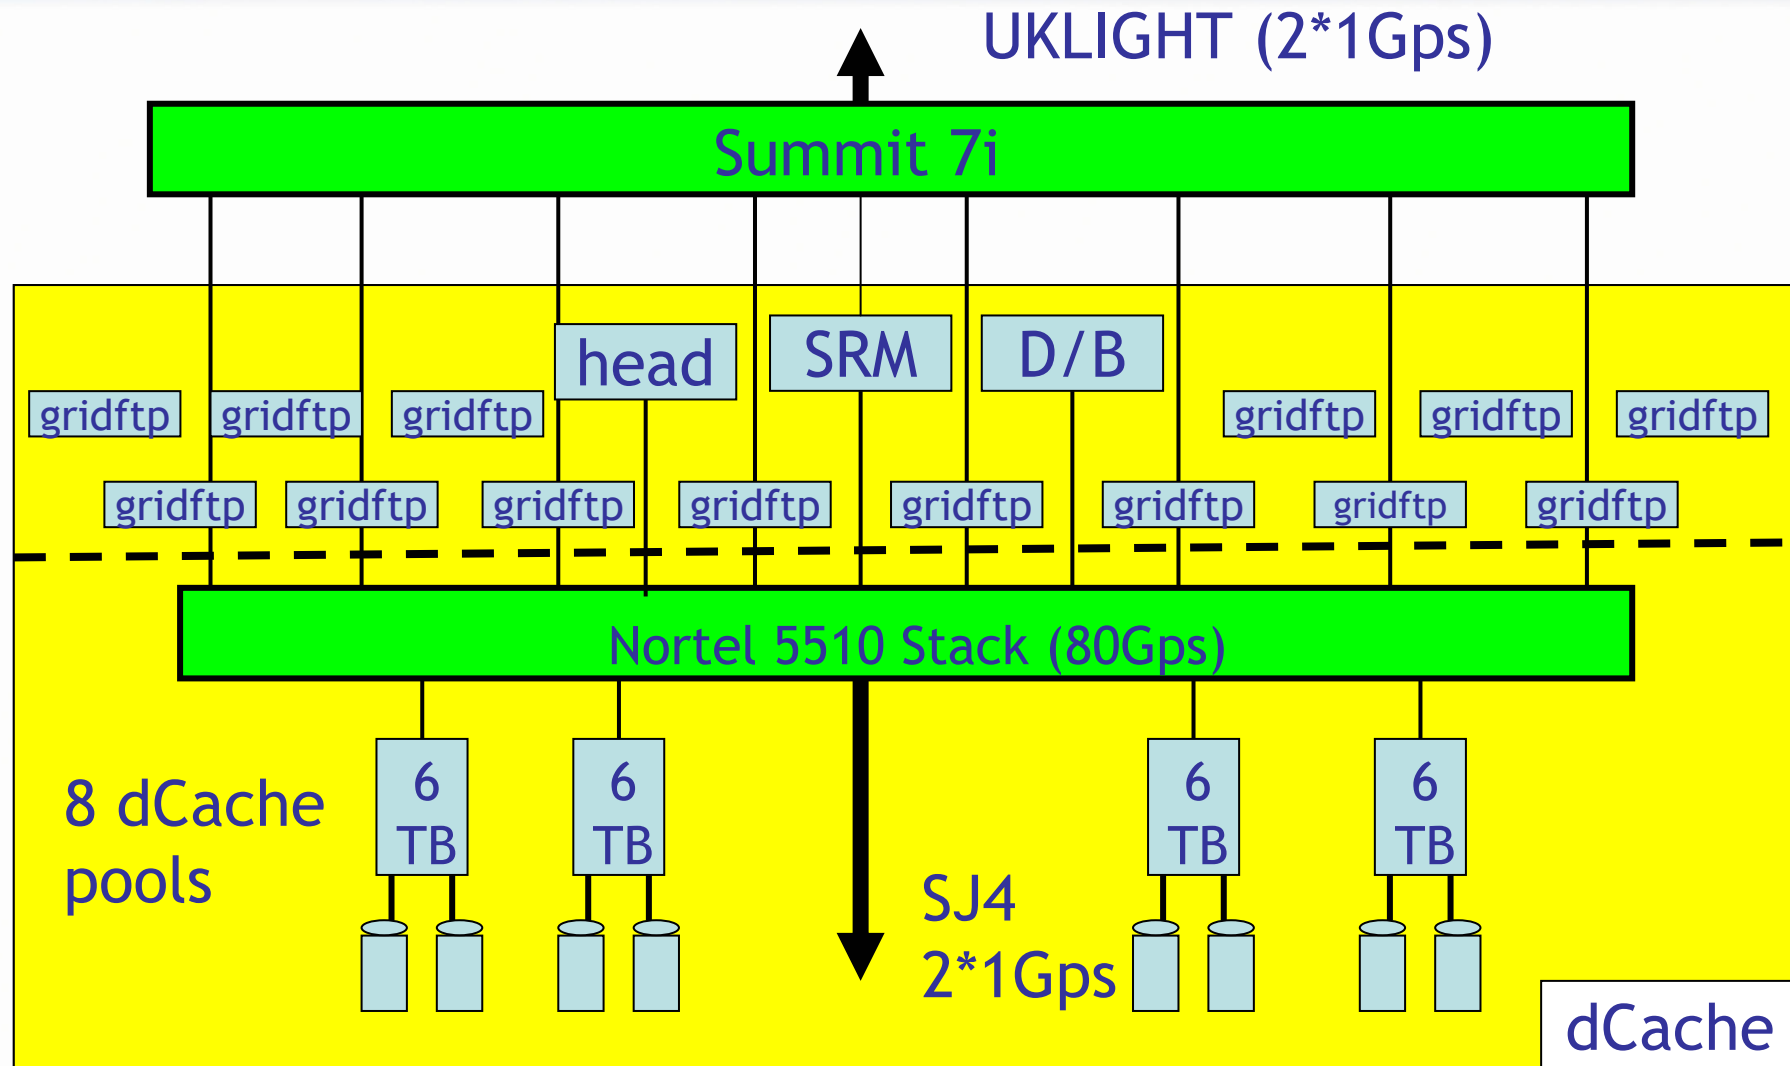 UKLIGHT (2*1Gps)
Summit 7i
head
SRM
D/B
gridftp
gridftp
gridftp
gridftp
gridftp
gridftp
gridftp
gridftp
gridftp
gridftp
gridftp
gridftp
gridftp
gridftp
Nortel 5510 Stack (80Gps)
8 dCache
pools
6
TB
6
TB
SJ4
2*1Gps
6
TB
6
TB
dCache